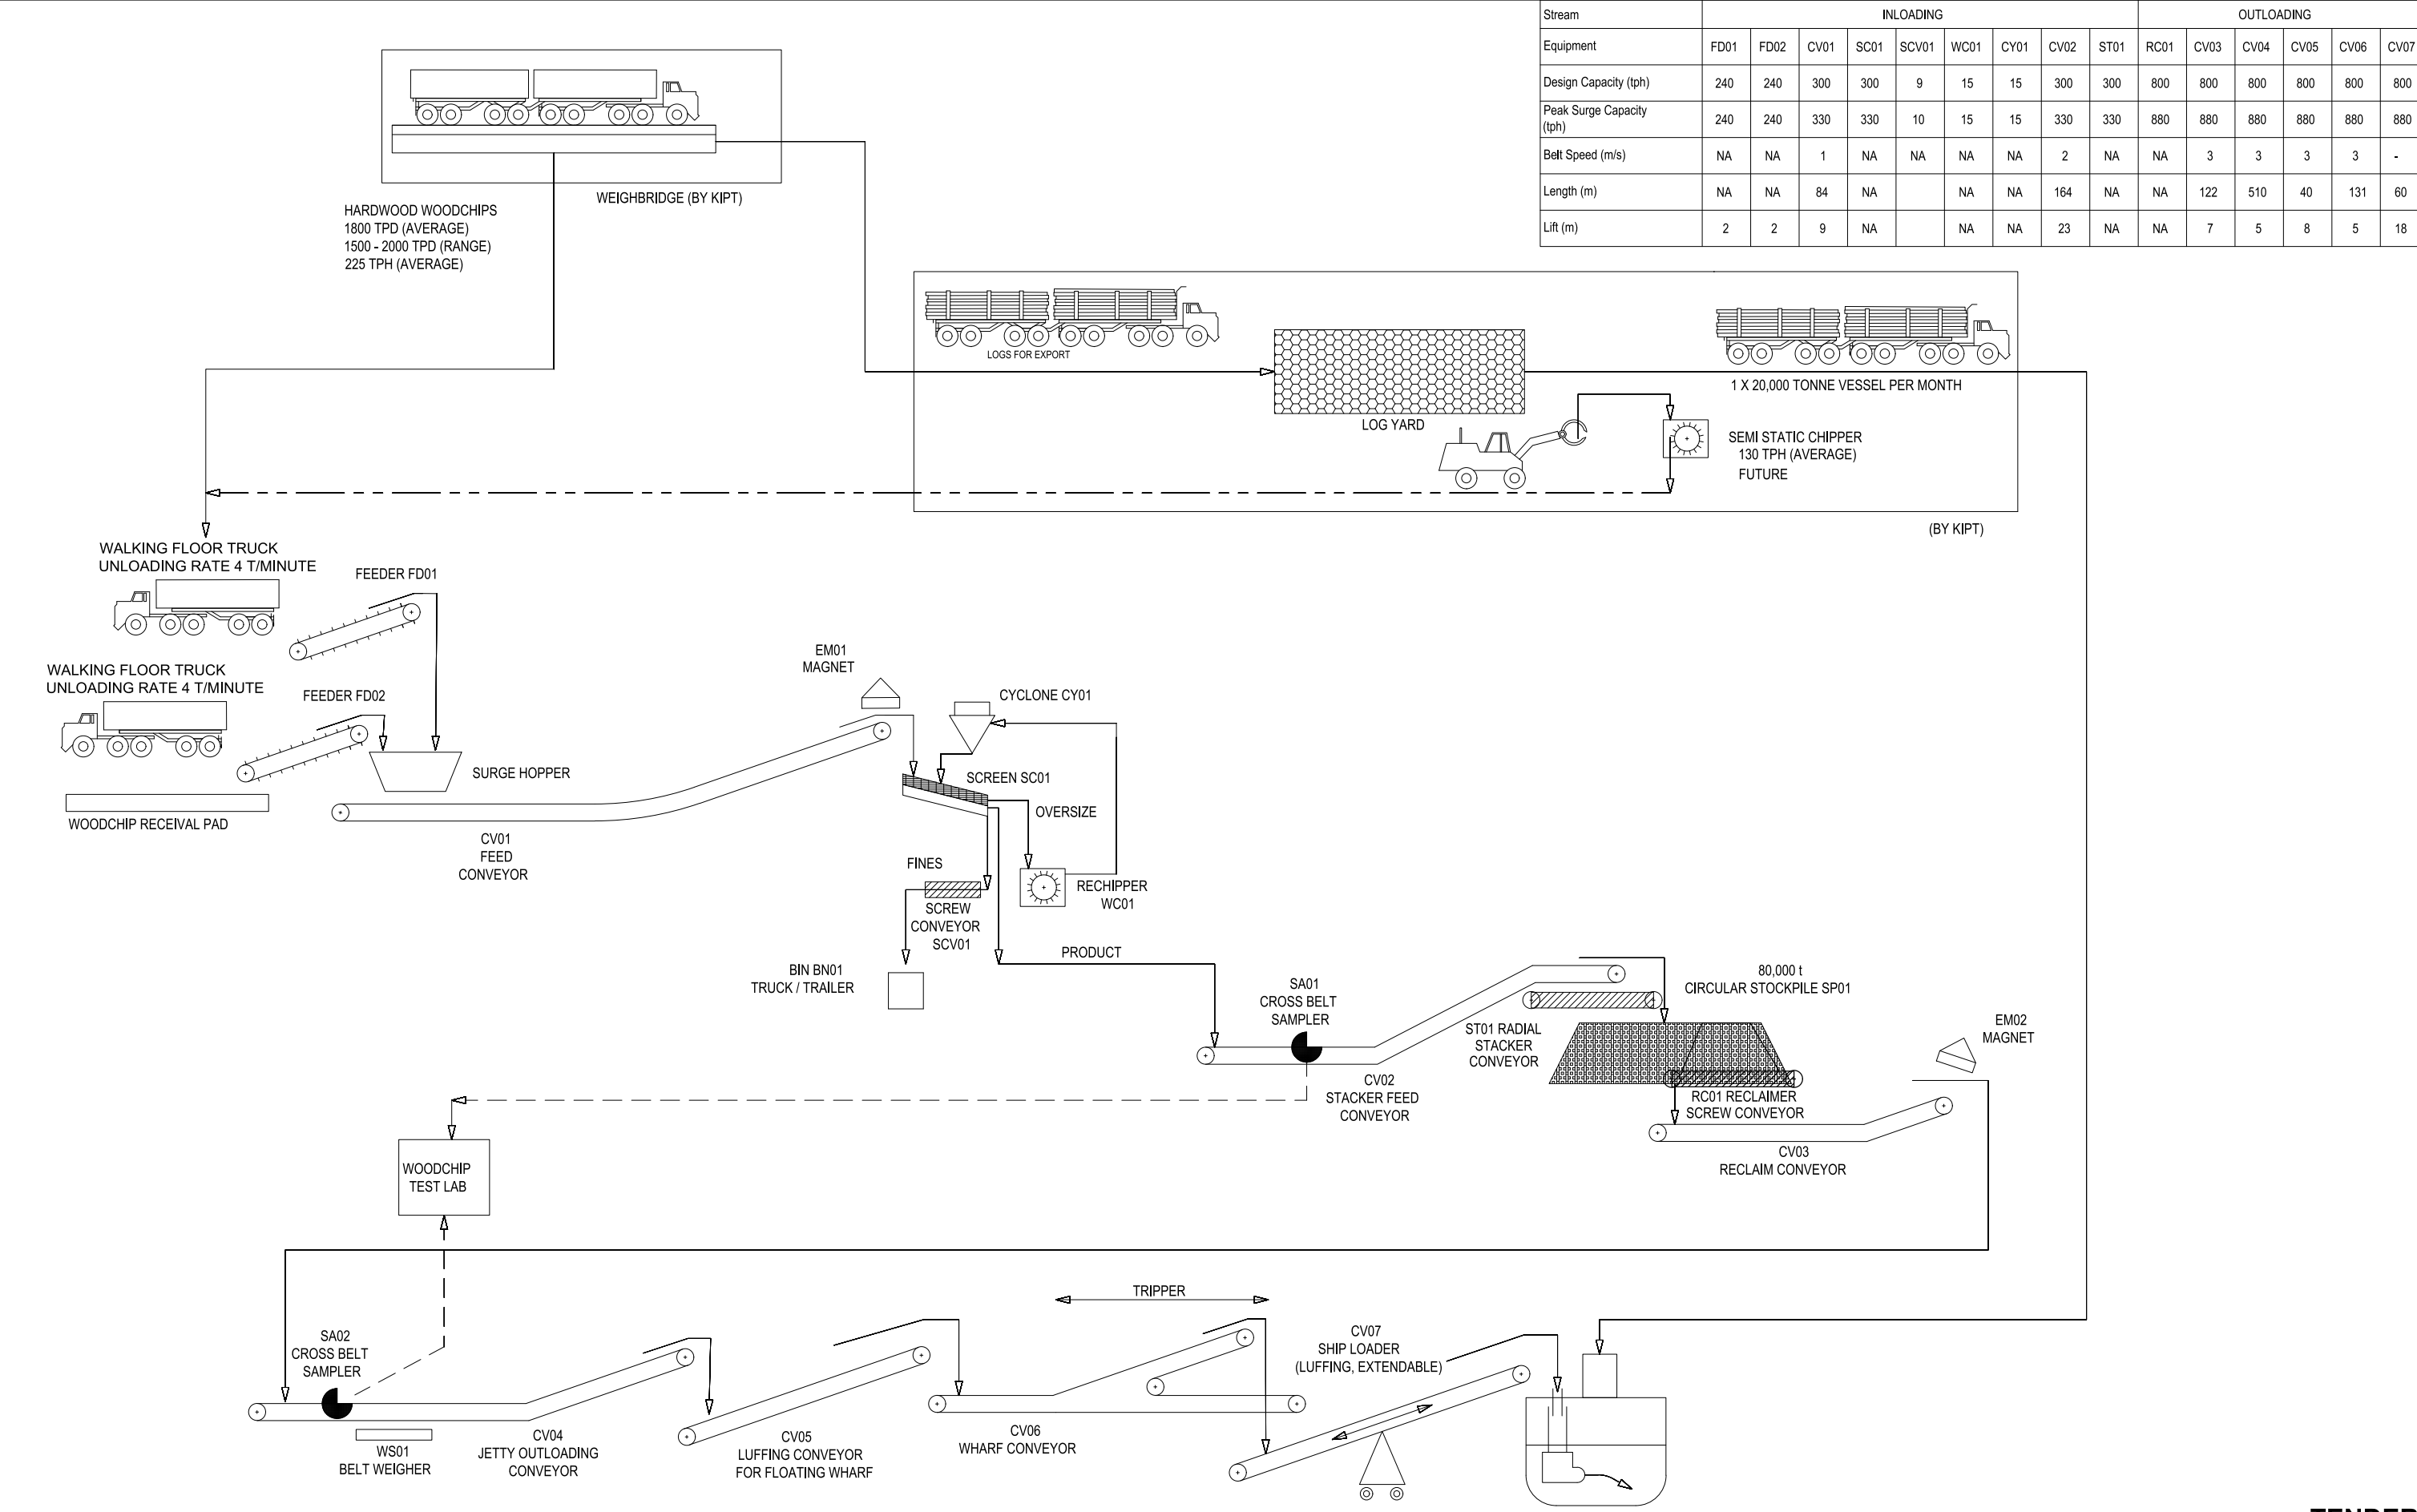 Stream INLOADING OUTLOADING
Equipment FD01 FD02 CV01 SC01 SCV01 WC01 CY01 CV02 ST01 RC01 CV03 CV04 CV05 CV06 CV07
Design Capacity (tph) 240 240 300 300 9 15 15 300 300 800 800 800 800 800 800
Peak Surge Capacity
(tph) 240 240 330 330 10 15 15 330 330 880 880 880 880 880 880
Belt Speed (m/s) NA NA 1 NA NA NA NA 2 NA NA 3 3 3 3 -
Length (m) NA NA 84 NA NA NA 164 NA NA 122 510 40 131 60
Lift (m) 2 2 9 NA NA NA 23 NA NA 7 5 8 5 18
WEIGHBRIDGE (BY KIPT)
HARDWOOD WOODCHIPS
1800 TPD (AVERAGE)
1500 - 2000 TPD (RANGE)
225 TPH (AVERAGE)
LOGS FOR EXPORT
LOG YARD
1 X 20,000 TONNE VESSEL PER MONTH
SEMI STATIC CHIPPER
130 TPH (AVERAGE)
FUTURE
(BY KIPT)
WALKING FLOOR TRUCK
UNLOADING RATE 4 T/MINUTE
FEEDER FD01
WALKING FLOOR TRUCK
UNLOADING RATE 4 T/MINUTE
FEEDER FD02
SURGE HOPPER
WOODCHIP RECEIVAL PAD
CV01
FEED
CONVEYOR
EM01
MAGNET
CYCLONE CY01
SCREEN SC01
OVERSIZE
FINES
RECHIPPER
WC01
SCREW
CONVEYOR
SCV01
BIN BN01
TRUCK / TRAILER
PRODUCT
SA01
CROSS BELT
SAMPLER
CV02
STACKER FEED
CONVEYOR
ST01 RADIAL
STACKER
CONVEYOR
80,000 t
CIRCULAR STOCKPILE SP01
RC01 RECLAIMER
SCREW CONVEYOR
EM02
MAGNET
CV03
RECLAIM CONVEYOR
WOODCHIP
TEST LAB
SA02
CROSS BELT
SAMPLER
WS01
BELT WEIGHER
CV04
JETTY OUTLOADING
CONVEYOR
CV05
LUFFING CONVEYOR
FOR FLOATING WHARF
TRIPPER
CV06
WHARF CONVEYOR
CV07
SHIP LOADER
(LUFFING, EXTENDABLE)